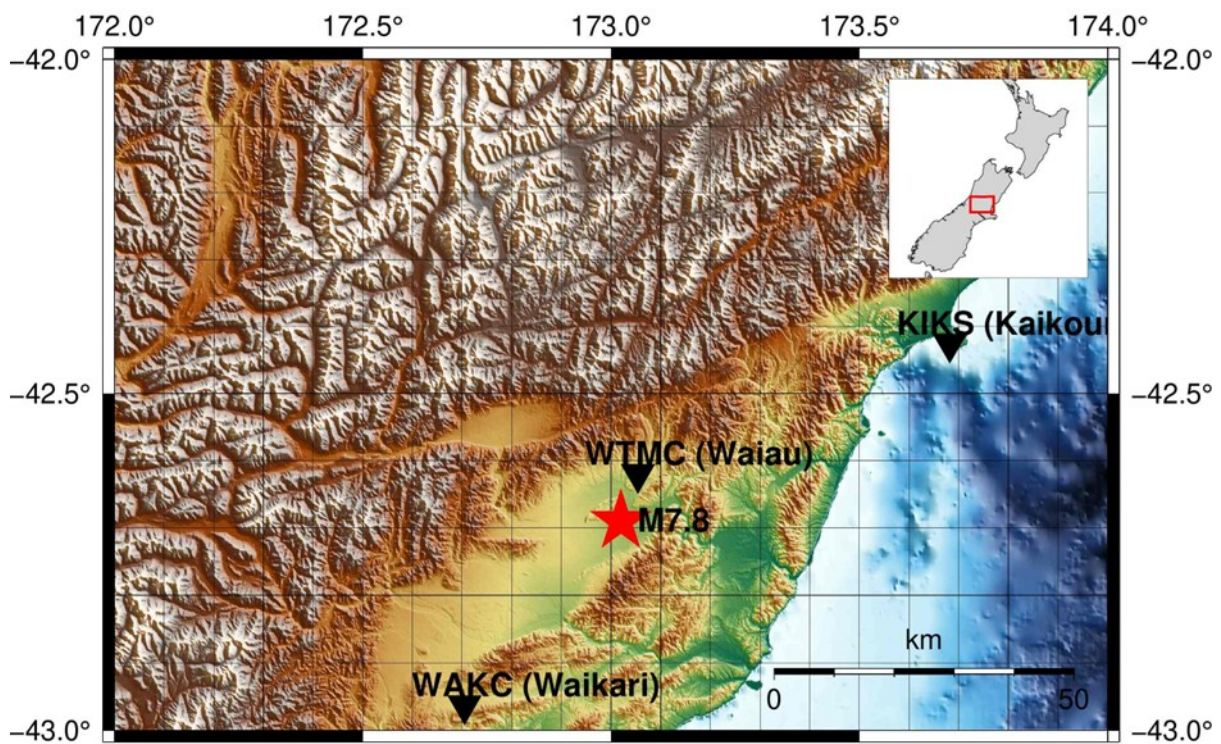 172.0° 172.5° 173.0° 173.5° 174.0°
−42.0° −42.0°
KIKS (Kaikour
−42.5° −42.5°
WTMC (Waiau)
M7.8
km
WAKC (Waikari)
0 50
−43.0° −43.0°